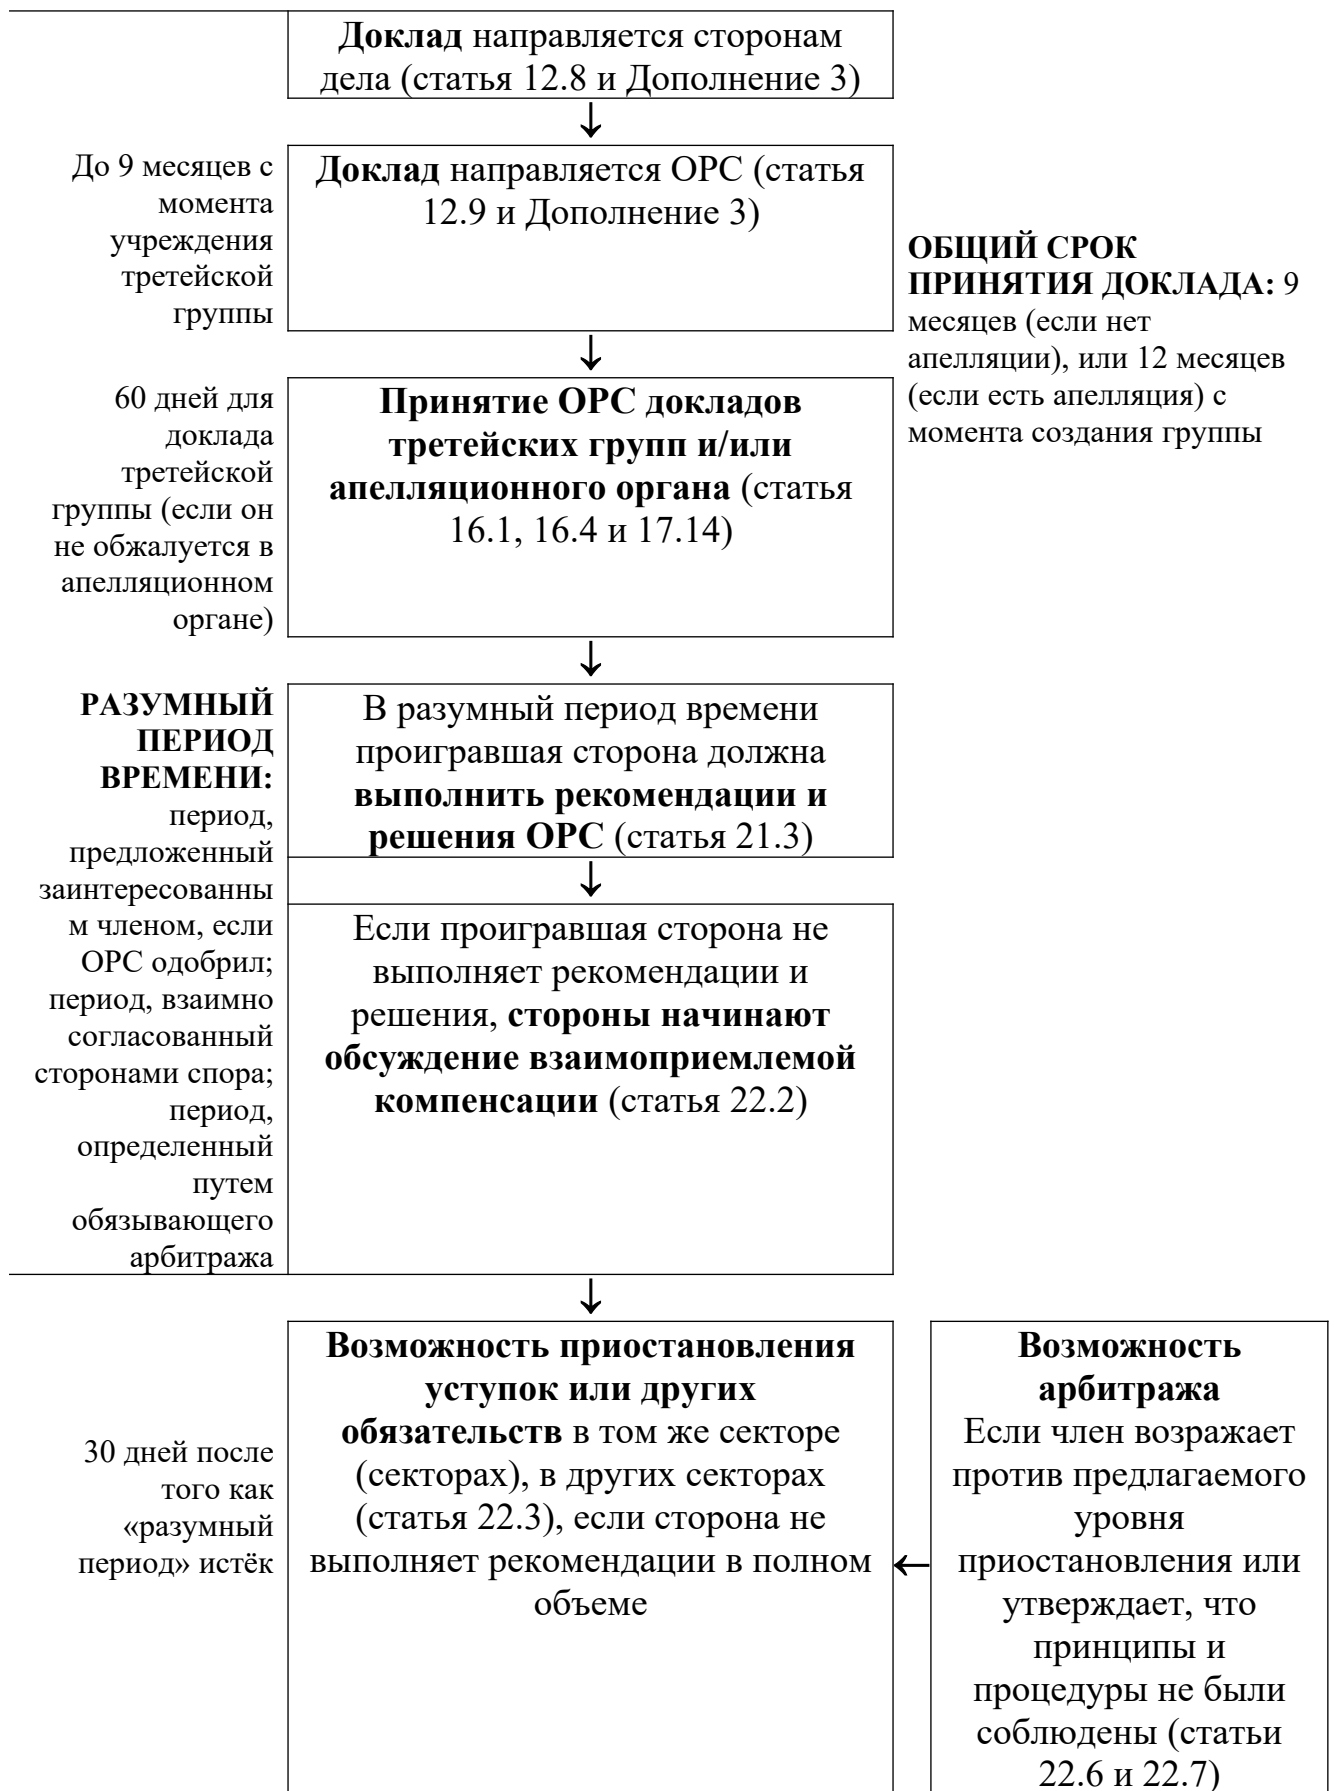 Доклад направляется сторонам
дела (статья 12.8 и Дополнение 3)
↓
До 9 месяцев с
момента
учреждения
третейской
группы
Доклад направляется ОРС (статья
12.9 и Дополнение 3)
ОБЩИЙ СРОК
ПРИНЯТИЯ ДОКЛАДА: 9
месяцев (если нет
апелляции), или 12 месяцев
(если есть апелляция) с
момента создания группы
↓
60 дней для
доклада
третейской
группы (если он
не обжалуется в
апелляционном
органе)
Принятие ОРС докладов
третейских групп и/или
апелляционного органа (статья
16.1, 16.4 и 17.14)
↓
РАЗУМНЫЙ
ПЕРИОД
ВРЕМЕНИ:
период,
предложенный
заинтересованны
м членом, если
ОРС одобрил;
период, взаимно
согласованный
сторонами спора;
период,
определенный
путем
обязывающего
арбитража
В разумный период времени
проигравшая сторона должна
выполнить рекомендации и
решения ОРС (статья 21.3)
↓
Если проигравшая сторона не
выполняет рекомендации и
решения, стороны начинают
обсуждение взаимоприемлемой
компенсации (статья 22.2)
↓
30 дней после
того как
«разумный
период» истёк
Возможность приостановления
уступок или других
обязательств в том же секторе
(секторах), в других секторах
(статья 22.3), если сторона не
выполняет рекомендации в полном
объеме
←
Возможность
арбитража
Если член возражает
против предлагаемого
уровня
приостановления или
утверждает, что
принципы и
процедуры не были
соблюдены (статьи
22.6 и 22.7)